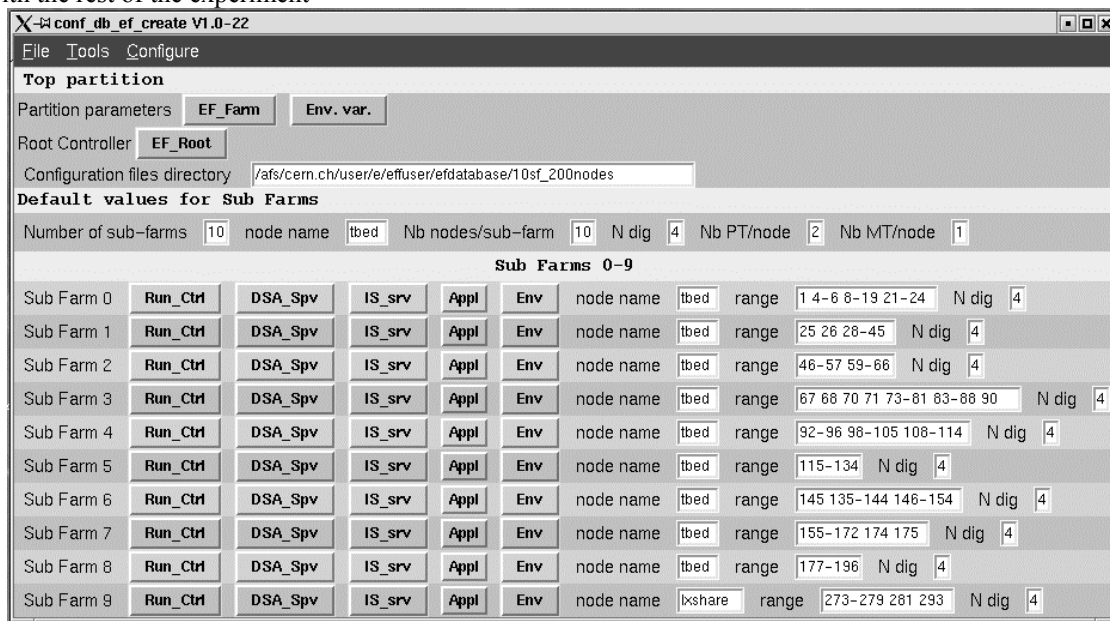 with the rest of the experiment
conf_db_ef_create V1.0-22
File Tools Configure
Top partition
Partition parameters EF_Farm Env. var.
Root Controller EF_Root
Configuration files directory /afs/cern.ch/user/e/effuser/efdatabase/10sf_200nodes
Default values for Sub Farms
Number of sub-farms 10 node name tbed Nb nodes/sub-farm 10 N dig 4 Nb PT/node 2 Nb MT/node 1
Sub Farms 0-9
Sub Farm 0 Run_Ctrl DSA_Spv IS_srv Appl Env node name tbed range 1 4-6 8-19 21-24 N dig 4
Sub Farm 1 Run_Ctrl DSA_Spv IS_srv Appl Env node name tbed range 25 26 28-45 N dig 4
Sub Farm 2 Run_Ctrl DSA_Spv IS_srv Appl Env node name tbed range 46-57 59-66 N dig 4
Sub Farm 3 Run_Ctrl DSA_Spv IS_srv Appl Env node name tbed range 67 68 70 71 73-81 83-88 90 N dig 4
Sub Farm 4 Run_Ctrl DSA_Spv IS_srv Appl Env node name tbed range 92-96 98-105 108-114 N dig 4
Sub Farm 5 Run_Ctrl DSA_Spv IS_srv Appl Env node name tbed range 115-134 N dig 4
Sub Farm 6 Run_Ctrl DSA_Spv IS_srv Appl Env node name tbed range 145 135-144 146-154 N dig 4
Sub Farm 7 Run_Ctrl DSA_Spv IS_srv Appl Env node name tbed range 155-172 174 175 N dig 4
Sub Farm 8 Run_Ctrl DSA_Spv IS_srv Appl Env node name tbed range 177-196 N dig 4
Sub Farm 9 Run_Ctrl DSA_Spv IS_srv Appl Env node name lxshare range 273-279 281 293 N dig 4